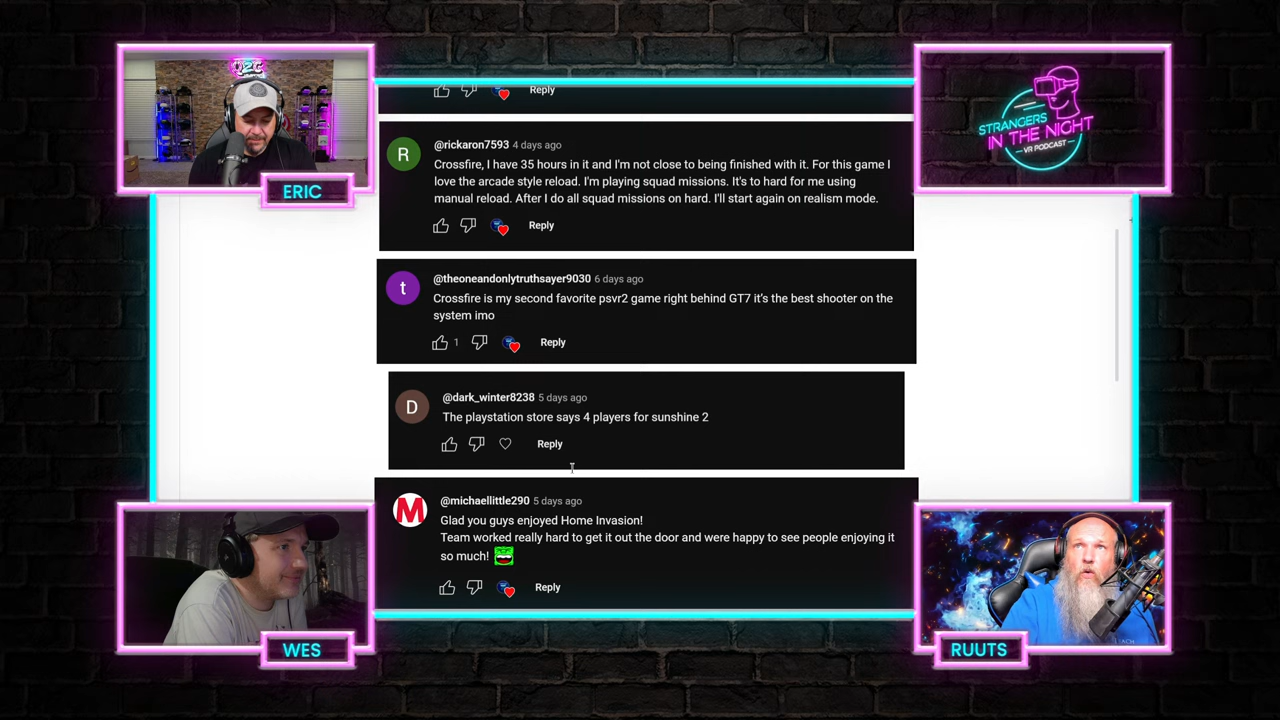 Q2C
Reply
STRANGERS
IN THE NIGHT
VR PODCAST
ERIC
R
@rickaron7593 4 days ago
Crossfire, I have 35 hours in it and I'm not close to being finished with it. For this game I
love the arcade style reload. I'm playing squad missions. It's to hard for me using
manual reload. After I do all squad missions on hard. I'll start again on realism mode.
Reply
t
@theoneandonlytruthsayer9030 6 days ago
Crossfire is my second favorite psvr2 game right behind GT7 it's the best shooter on the
system imo
1
Reply
D
@dark_winter8238 5 days ago
The playstation store says 4 players for sunshine 2
Reply
M
@michaellittle290 5 days ago
Glad you guys enjoyed Home Invasion!
Team worked really hard to get it out the door and were happy to see people enjoying it
so much!
Reply
WES
RUUTS